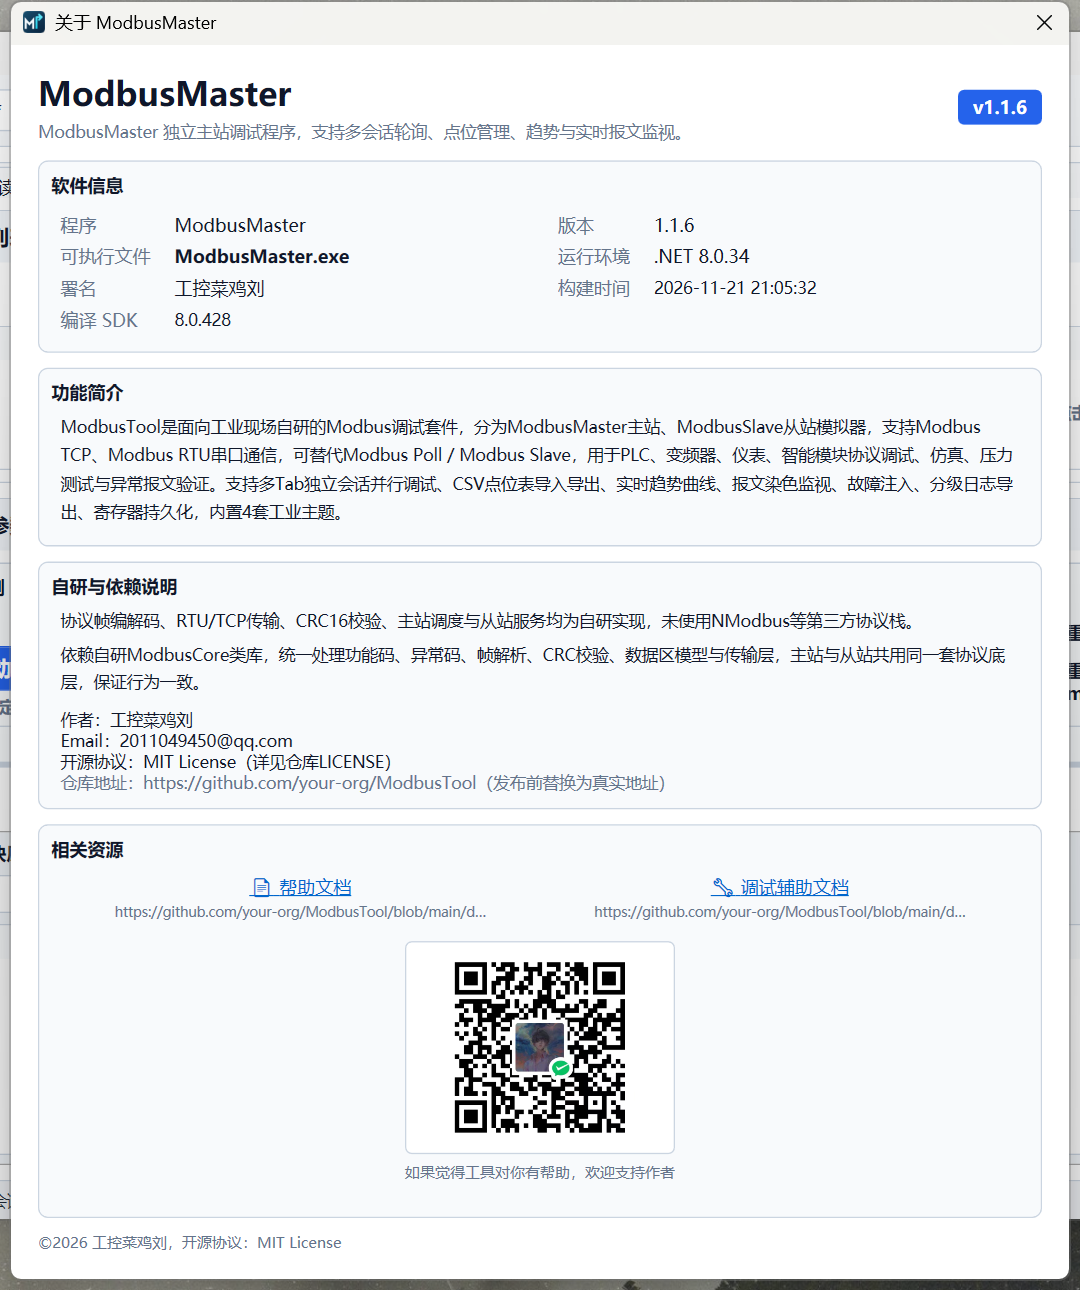 关于 ModbusMaster
ModbusMaster
v1.1.6
ModbusMaster 独立主站调试程序，支持多会话轮询、点位管理、趋势与实时报文监视。
软件信息
程序 ModbusMaster 版本 1.1.6
可执行文件 ModbusMaster.exe 运行环境 .NET 8.0.34
署名 工控菜鸡刘 构建时间 2026-11-21 21:05:32
编译 SDK 8.0.428
功能简介
ModbusTool是面向工业现场自研的Modbus调试套件，分为ModbusMaster主站、ModbusSlave从站模拟器，支持Modbus
TCP、Modbus RTU串口通信，可替代Modbus Poll / Modbus Slave，用于PLC、变频器、仪表、智能模块协议调试、仿真、压力
测试与异常报文验证。支持多Tab独立会话并行调试、CSV点位表导入导出、实时趋势曲线、报文染色监视、故障注入、分级日志导
出、寄存器持久化，内置4套工业主题。
自研与依赖说明
协议帧编解码、RTU/TCP传输、CRC16校验、主站调度与从站服务均为自研实现，未使用NModbus等第三方协议栈。
依赖自研ModbusCore类库，统一处理功能码、异常码、帧解析、CRC校验、数据区模型与传输层，主站与从站共用同一套协议底
层，保证行为一致。
作者：工控菜鸡刘
Email：2011049450@qq.com
开源协议：MIT License（详见仓库LICENSE）
仓库地址：https://github.com/your-org/ModbusTool（发布前替换为真实地址）
相关资源
帮助文档 调试辅助文档
https://github.com/your-org/ModbusTool/blob/main/d... https://github.com/your-org/ModbusTool/blob/main/d...
如果觉得工具对你有帮助，欢迎支持作者
©2026 工控菜鸡刘，开源协议：MIT License